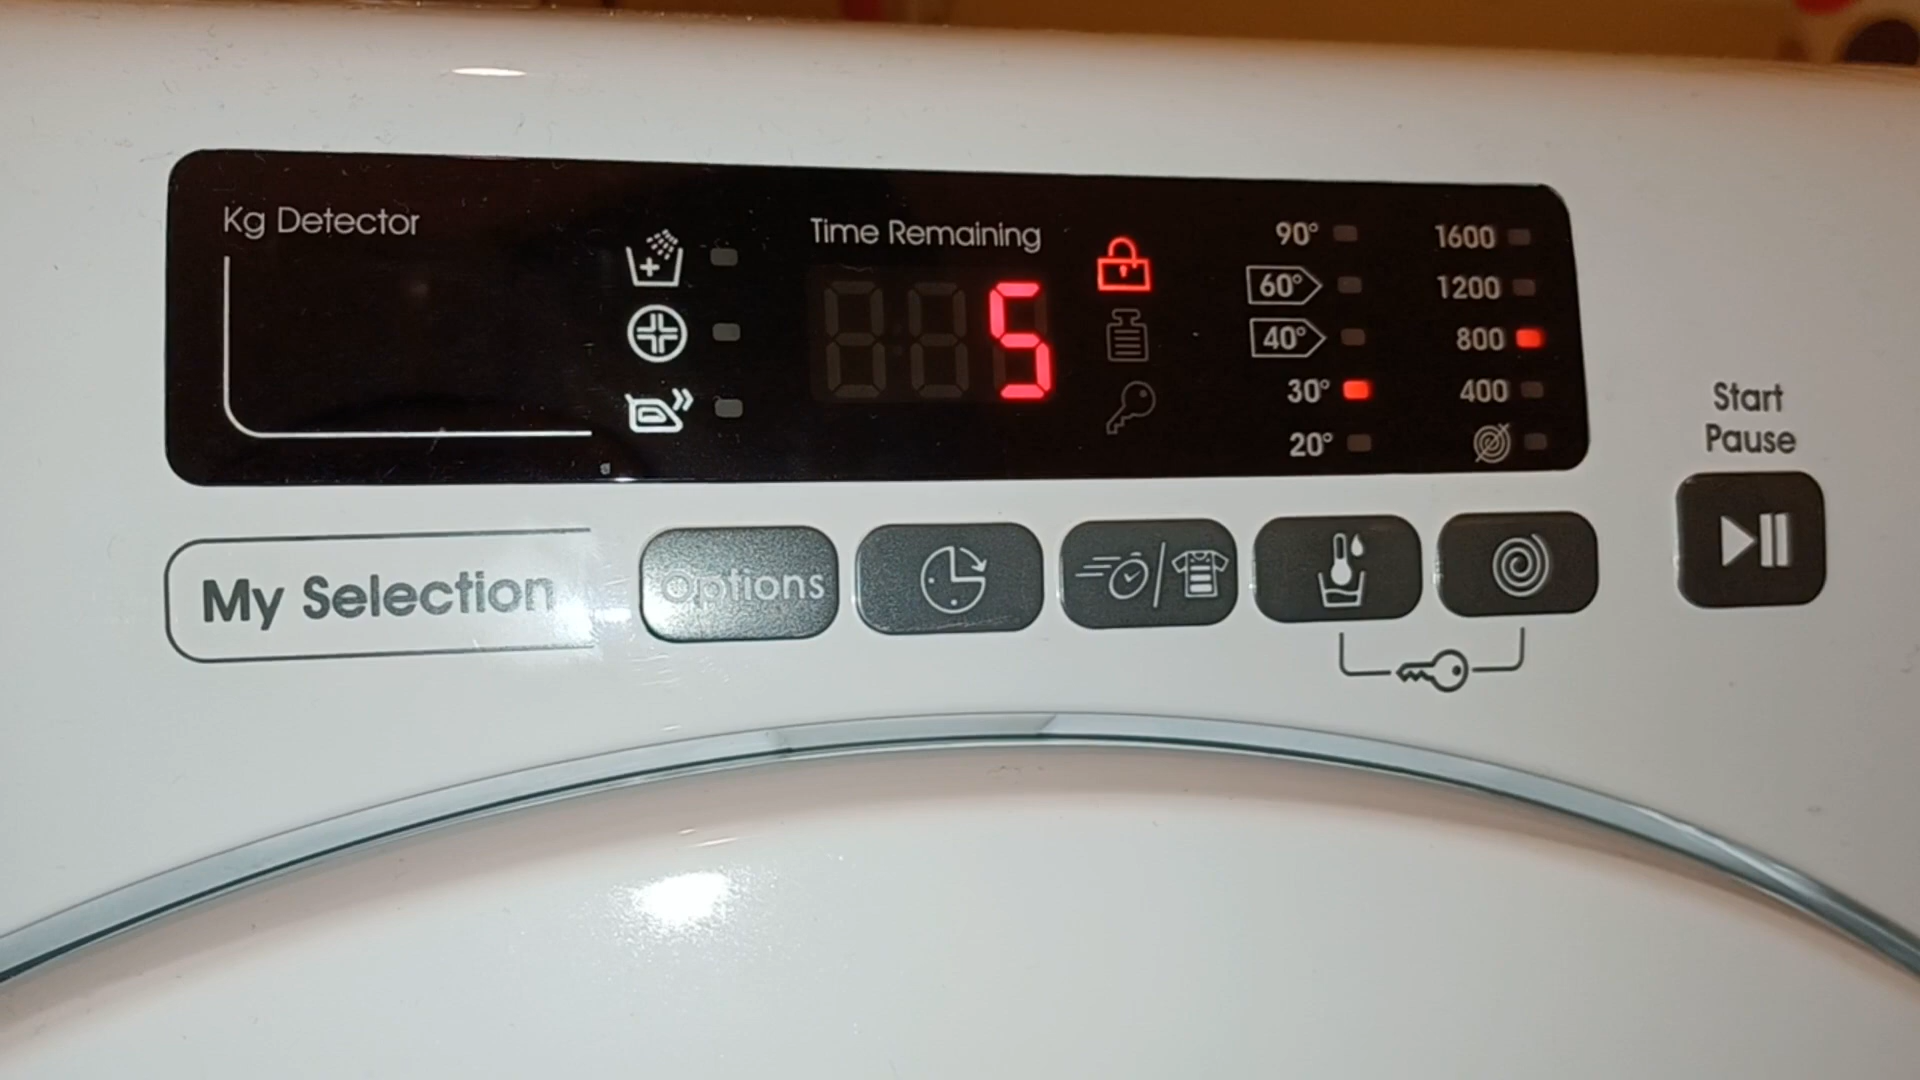 Kg Detector
Time Remaining
5
90°
60°
40°
30°
20°
1600
1200
800
400
Start
Pause
My Selection
Options